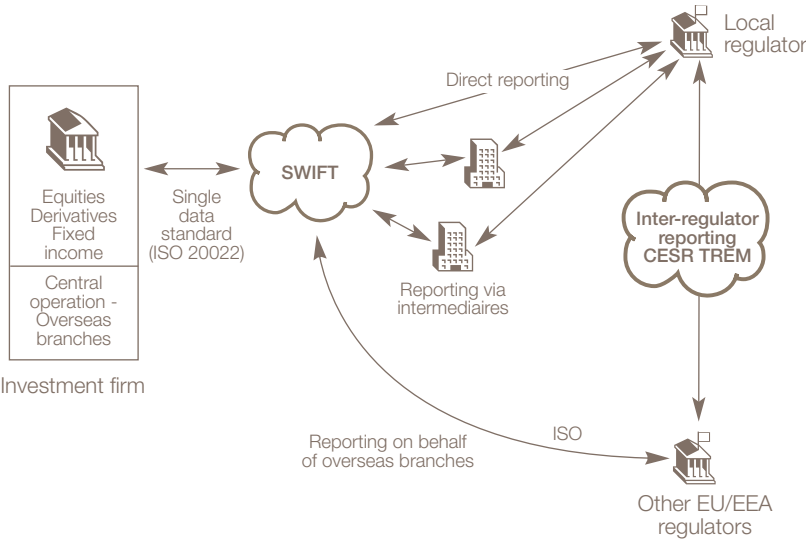 Local
regulator
Direct reporting
SWIFT
Equities
Derivatives
Fixed
income
Single
data
standard
(ISO 20022)
Inter-regulator
reporting
CESR TREM
Central
operation -
Overseas
branches
Reporting via
intermediaires
Investment firm
Reporting on behalf
of overseas branches
ISO
Other EU/EEA
regulators